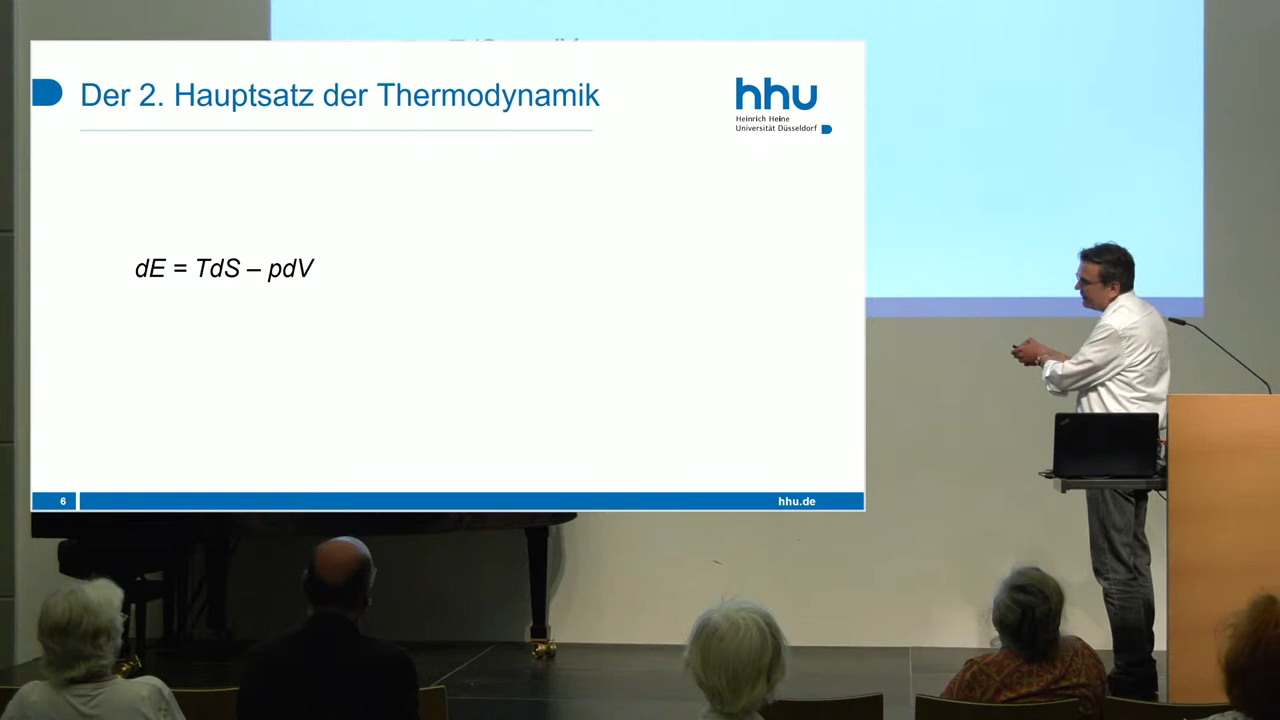 Der 2. Hauptsatz der Thermodynamik
hhu
Heinrich Heine
Universität Düsseldorf
dE = TdS – pdV
6
hhu.de